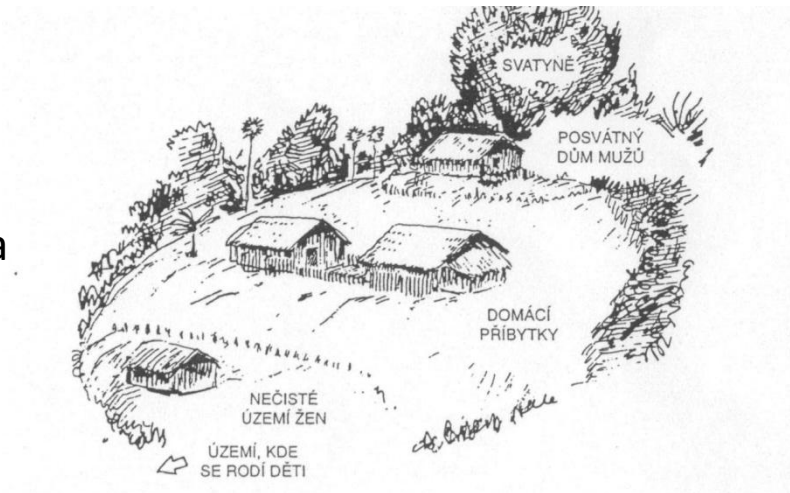 SVATYNĚ
POSVÁTNÝ
DŮM MUŽŮ
a
DOMÁCÍ
PŘÍBYTKY
NEČISTÉ
ÚZEMÍ ŽEN
ÚZEMÍ, KDE
SE RODÍ DĚTI